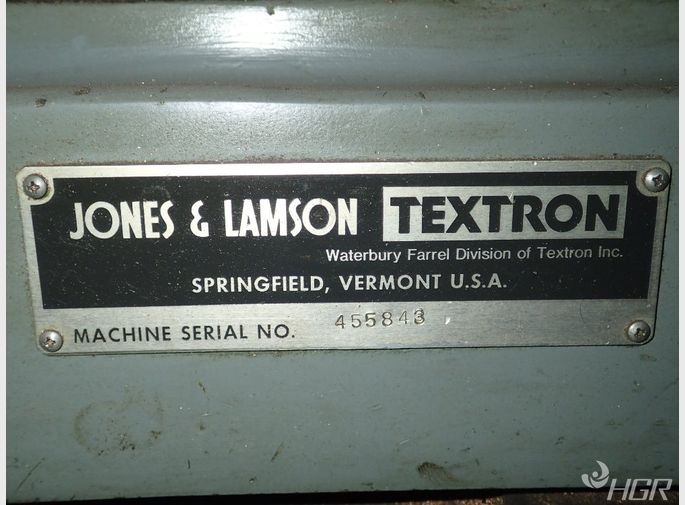 JONES & LAMSON TEXTRON
Waterbury Farrel Division of Textron Inc.
SPRINGFIELD, VERMONT U.S.A.
MACHINE SERIAL NO. 455843
HGR